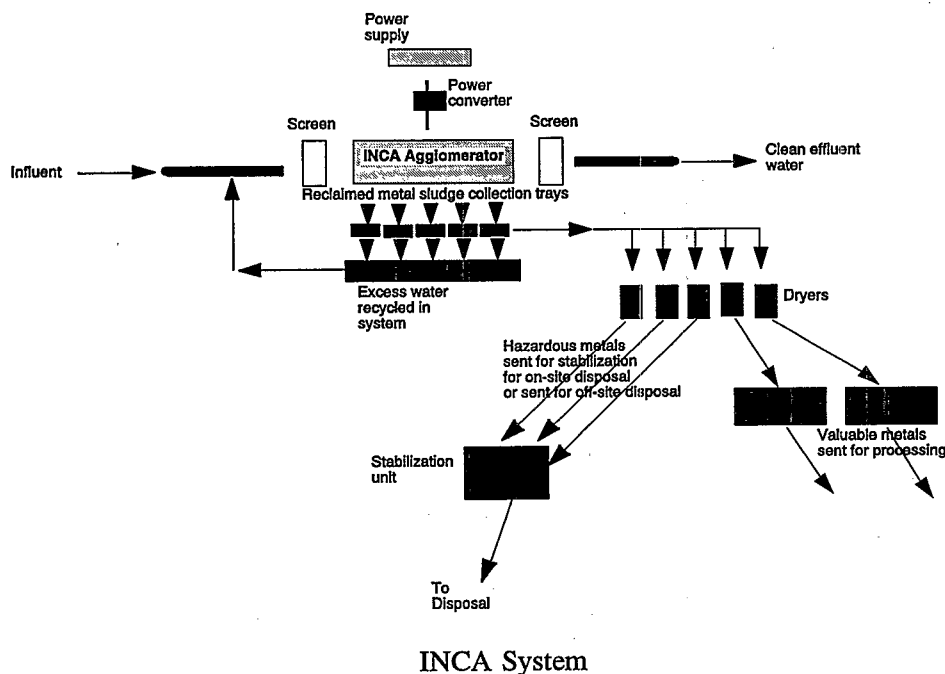 Power
supply
Power
converter
Screen
Screen
INCA Agglomerator
Influent
Clean effluent
water
Reclaimed metal sludge collection trays
Excess water
recycled in
system
Dryers
Hazardous metals
sent for stabilization
for on-site disposal
or sent for off-site disposal
Valuable metals
sent for processing
Stabilization
unit
To
Disposal
INCA System